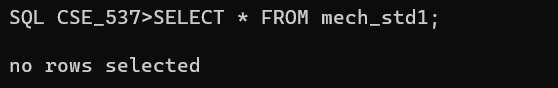 SQL CSE_537>SELECT * FROM mech_std1;
no rows selected